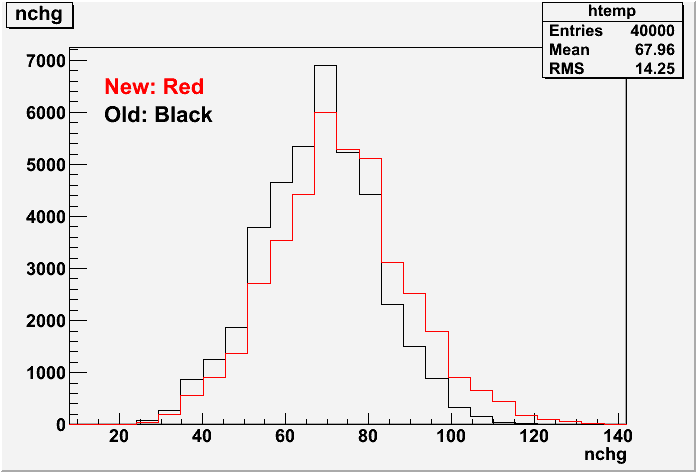 nchg
htemp
Entries 40000
Mean 67.96
RMS 14.25
New: Red
Old: Black
7000
6000
5000
4000
3000
2000
1000
0
20 40 60 80 100 120 140
nchg